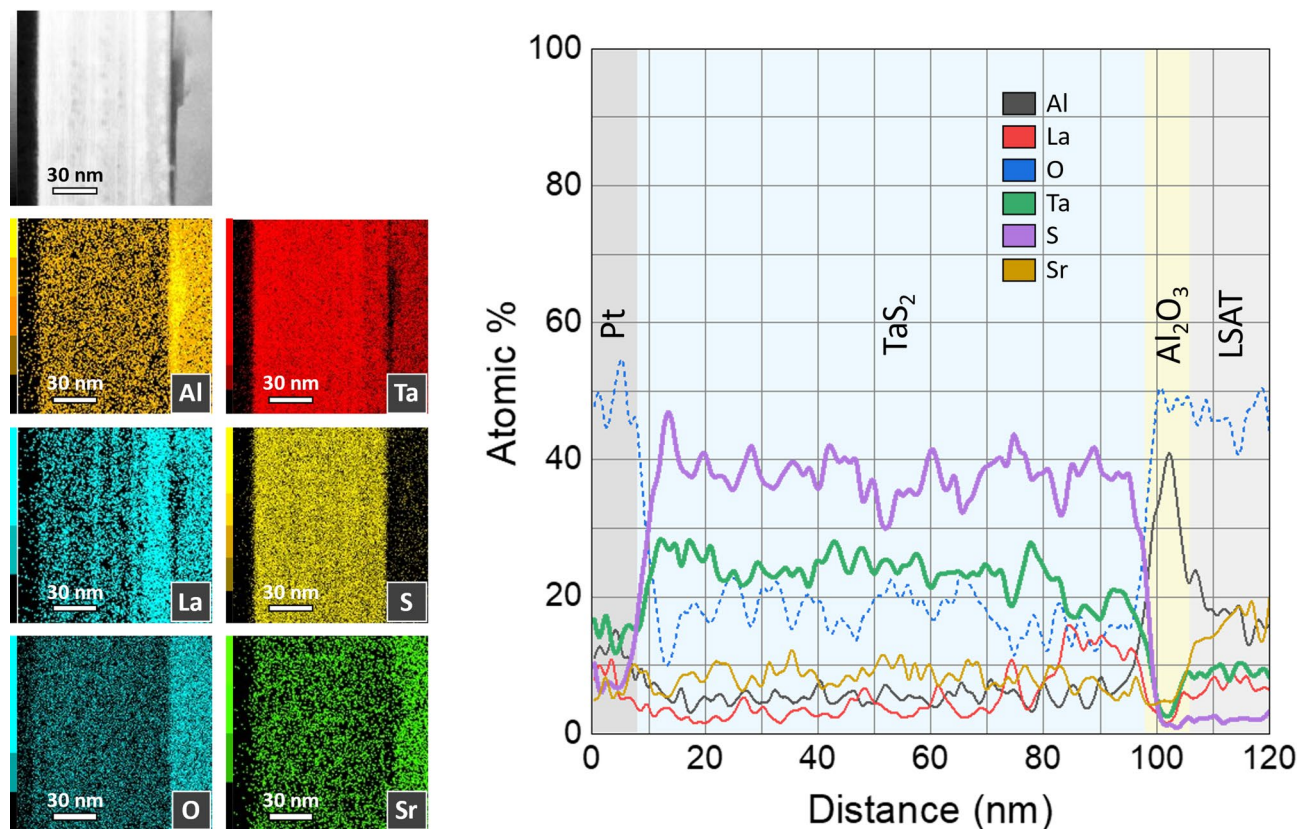 30 nm
30 nm
Al
30 nm
Ta
30 nm
La
30 nm
S
30 nm
O
30 nm
Sr
100
80
60
40
20
0
Atomic %
Al
La
O
Ta
S
Sr
Pt
TaS₂
Al₂O₃
LSAT
0 20 40 60 80 100 120
Distance (nm)